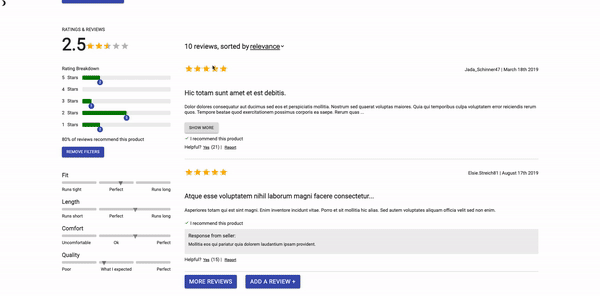 RATINGS & REVIEWS
2.5
Rating Breakdown
5 Stars
4 Stars
3 Stars
2 Stars
1 Stars
80% of reviews recommend this product
REMOVE FILTERS
Fit
Runs tight Perfect Runs long
Length
Runs short Perfect Runs long
Comfort
Uncomfortable Ok Perfect
Quality
Poor What I expected Perfect
10 reviews, sorted by relevance
Jada_Schinner47 | March 18th 2019
Hic totam sunt amet et est debitis.
Dolor dolores consequatur aut ducimus sed eos et perspiciatis mollitia. Nostrum sed quaerat voluptas maiores. Quia qui temporibus culpa voluptatem error reiciendis rerum quos. Tempore beatae quod exercitationem possimus corporis ea saepe. Rerum quas ...
SHOW MORE
✓ I recommend this product
Helpful? Yes (21) | Report
Elsie.Streich81 | August 17th 2019
Atque esse voluptatem nihil laborum magni facere consectetur...
Asperiores totam qui est sint magni. Enim inventore incidunt vitae. Porro et sit mollitia hic alias. Sed autem voluptates aliquam officia velit sed non enim.
✓ I recommend this product
Response from seller:
Mollitia eos qui pariatur quia dolorem laudantium ipsam provident.
Helpful? Yes (15) | Report
MORE REVIEWS
ADD A REVIEW +